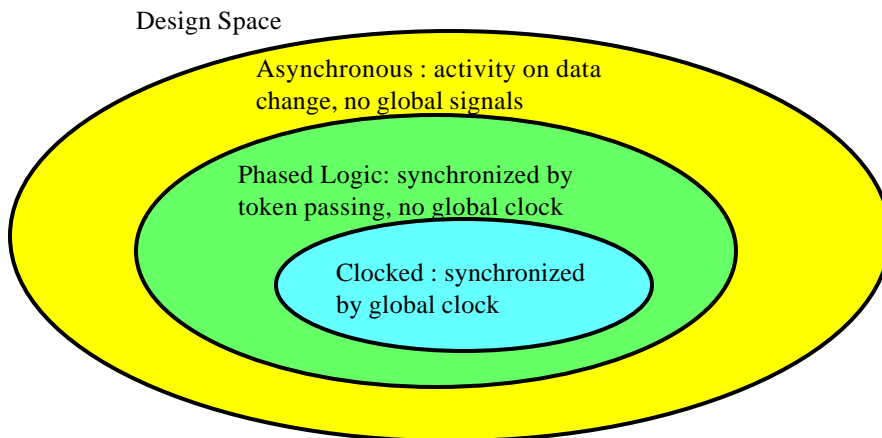 Design Space
Asynchronous : activity on data
change, no global signals
Phased Logic: synchronized by
token passing, no global clock
Clocked : synchronized
by global clock